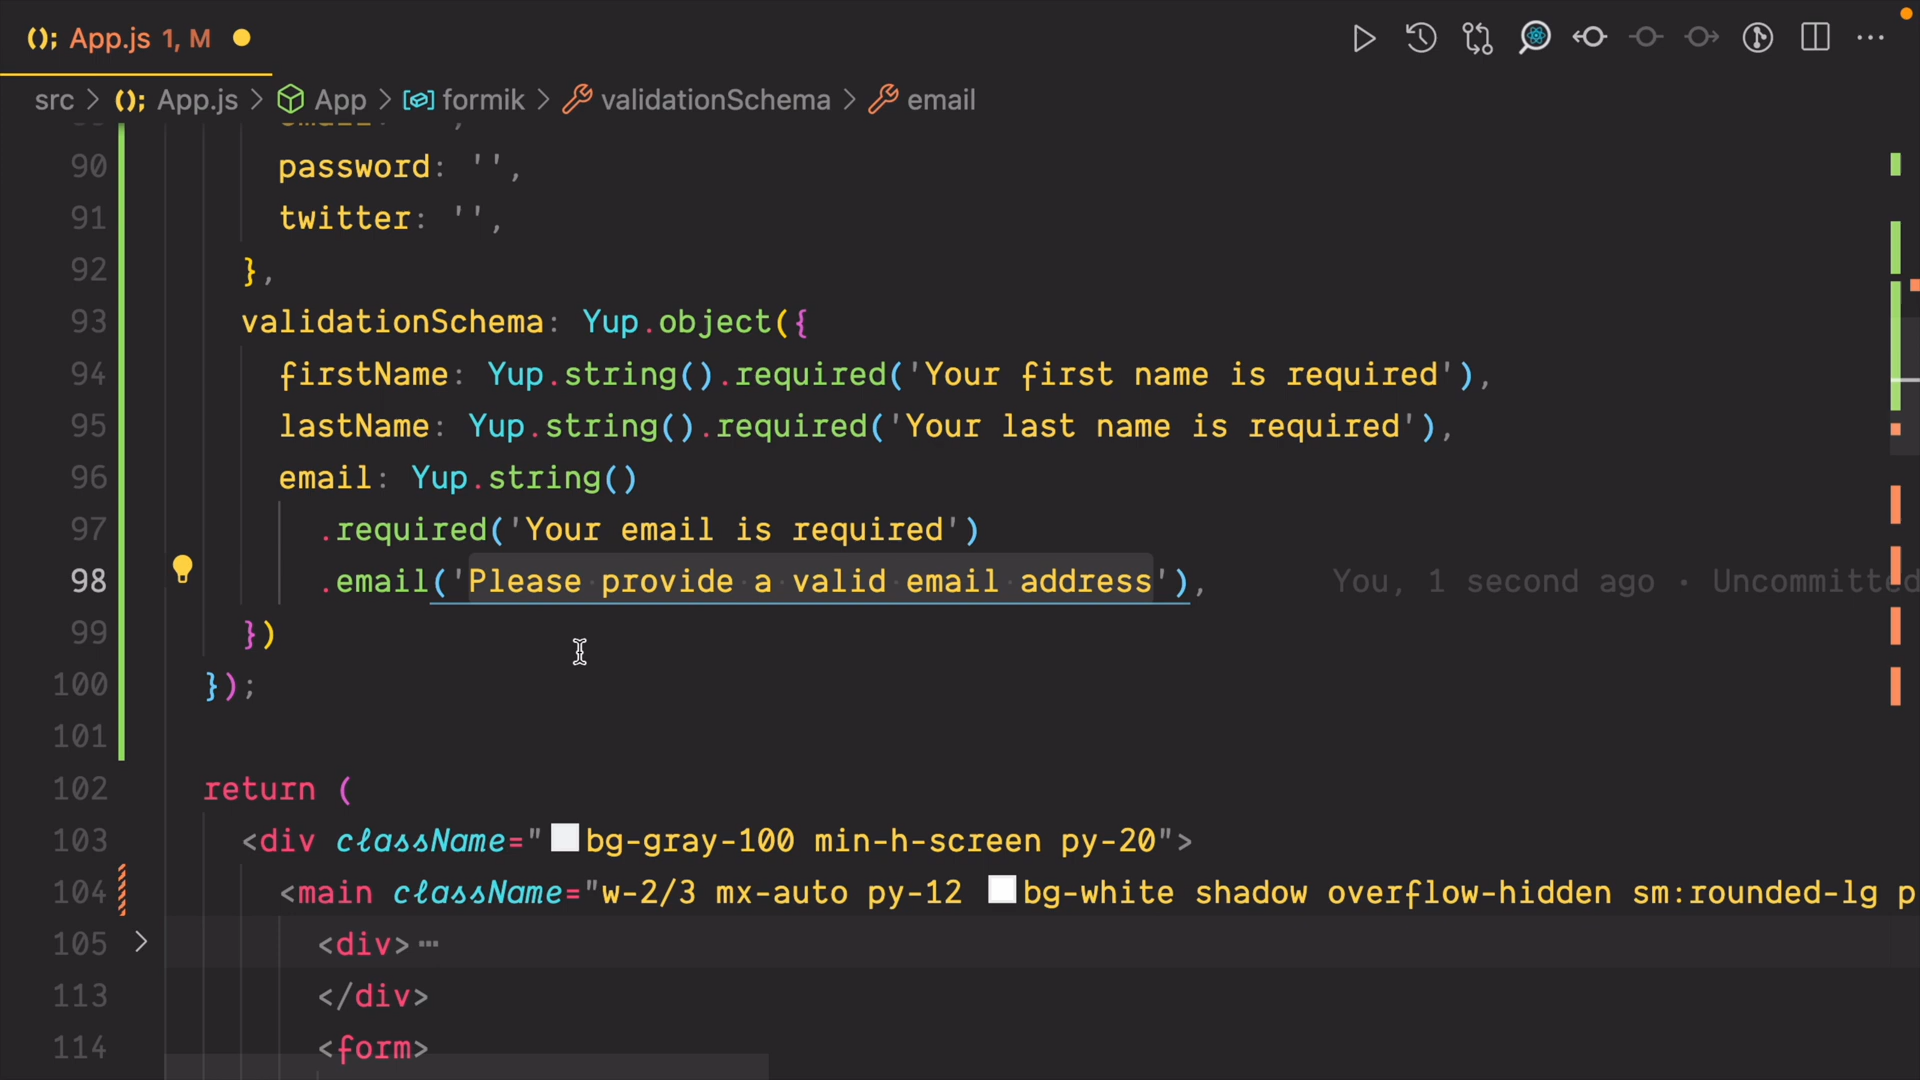 (); App.js 1, M
src > (); App.js > App > formik > validationSchema > email
90 password: '',
91 twitter: '',
92 },
93 validationSchema: Yup.object({
94 firstName: Yup.string().required('Your first name is required'),
95 lastName: Yup.string().required('Your last name is required'),
96 email: Yup.string()
97 .required('Your email is required')
98 .email('Please provide a valid email address'), You, 1 second ago • Uncommitted
99 })
100 });
101
102 return (
103 <div className="bg-gray-100 min-h-screen py-20">
104 <main className="w-2/3 mx-auto py-12 bg-white shadow overflow-hidden sm:rounded-lg p
105 > <div>…
113 </div>
114 <form>